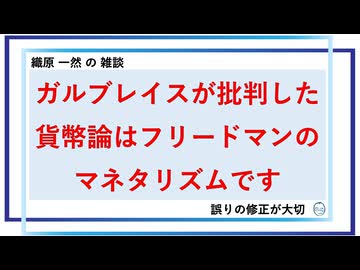 織原 一然 の 雑談
ガルブレイスが批判した
貨幣論はフリードマンの
マネタリズムです
誤りの修正が大切